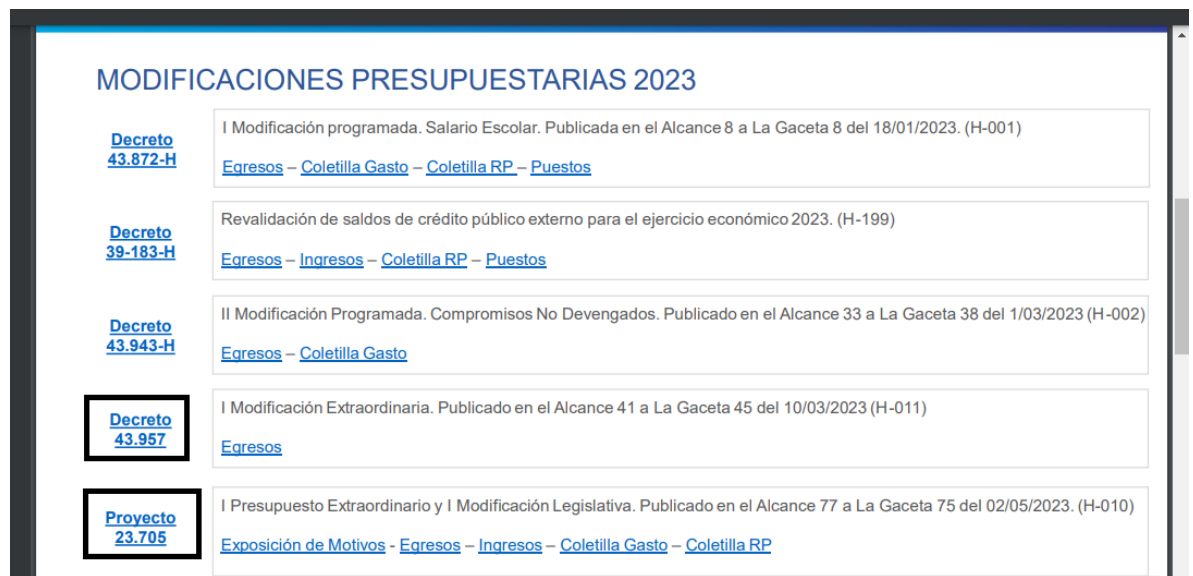 MODIFICACIONES PRESUPUESTARIAS 2023
Decreto
43.872-H
I Modificación programada. Salario Escolar. Publicada en el Alcance 8 a La Gaceta 8 del 18/01/2023. (H-001)
Egresos – Coletilla Gasto – Coletilla RP – Puestos
Decreto
39-183-H
Revalidación de saldos de crédito público externo para el ejercicio económico 2023. (H-199)
Egresos – Ingresos – Coletilla RP – Puestos
Decreto
43.943-H
II Modificación Programada. Compromisos No Devengados. Publicado en el Alcance 33 a La Gaceta 38 del 1/03/2023 (H-002)
Egresos – Coletilla Gasto
Decreto
43.957
I Modificación Extraordinaria. Publicado en el Alcance 41 a La Gaceta 45 del 10/03/2023 (H-011)
Egresos
Proyecto
23.705
I Presupuesto Extraordinario y I Modificación Legislativa. Publicado en el Alcance 77 a La Gaceta 75 del 02/05/2023. (H-010)
Exposición de Motivos - Egresos – Ingresos – Coletilla Gasto – Coletilla RP